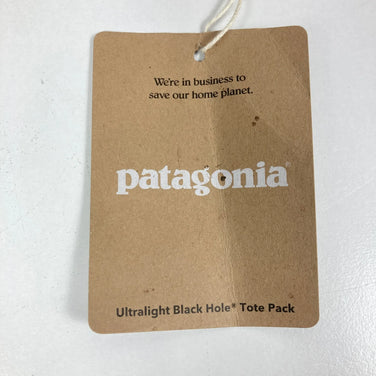 We're in business to
save our home planet.
patagonia
Ultralight Black Hole® Tote Pack